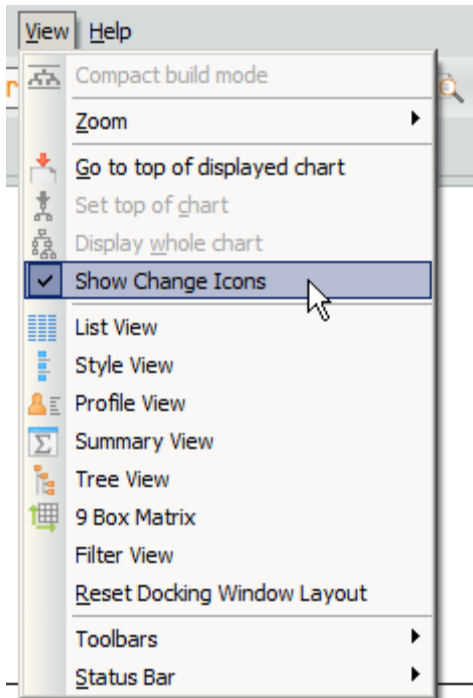 View Help
Compact build mode
Zoom
Go to top of displayed chart
Set top of chart
Display whole chart
Show Change Icons
List View
Style View
Profile View
Summary View
Tree View
9 Box Matrix
Filter View
Reset Docking Window Layout
Toolbars
Status Bar